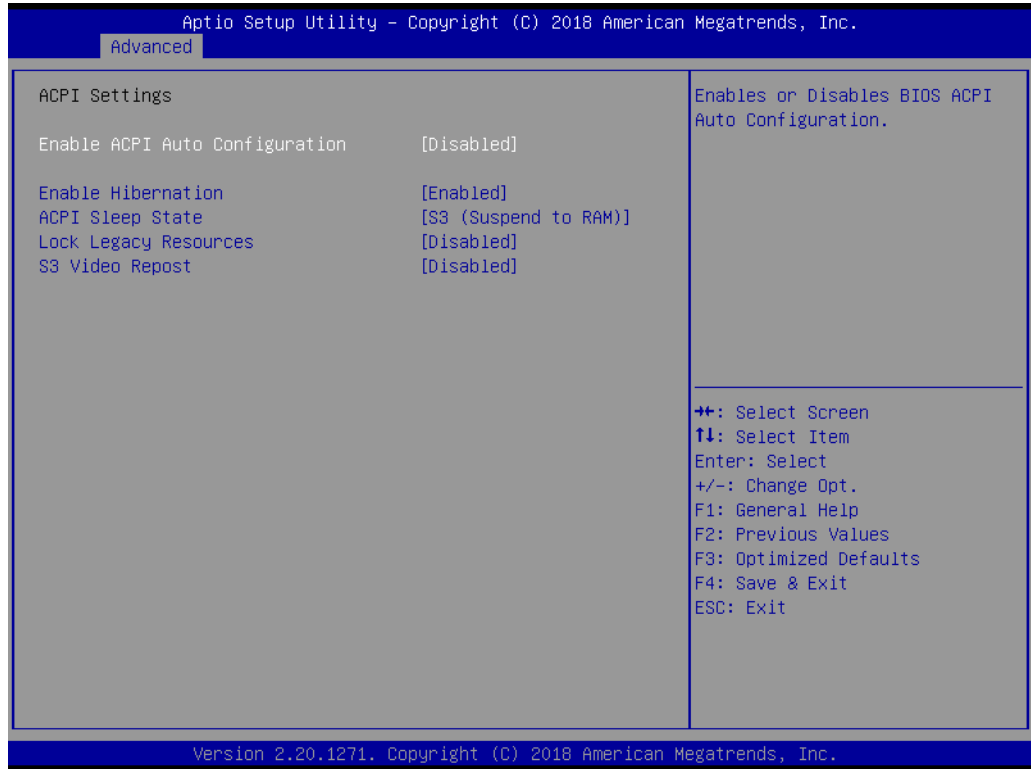 Aptio Setup Utility – Copyright (C) 2018 American Megatrends, Inc.
Advanced
ACPI Settings
Enable ACPI Auto Configuration [Disabled]
Enable Hibernation [Enabled]
ACPI Sleep State [S3 (Suspend to RAM)]
Lock Legacy Resources [Disabled]
S3 Video Repost [Disabled]
Enables or Disables BIOS ACPI
Auto Configuration.
→←: Select Screen
↑↓: Select Item
Enter: Select
+/-: Change Opt.
F1: General Help
F2: Previous Values
F3: Optimized Defaults
F4: Save & Exit
ESC: Exit
Version 2.20.1271. Copyright (C) 2018 American Megatrends, Inc.